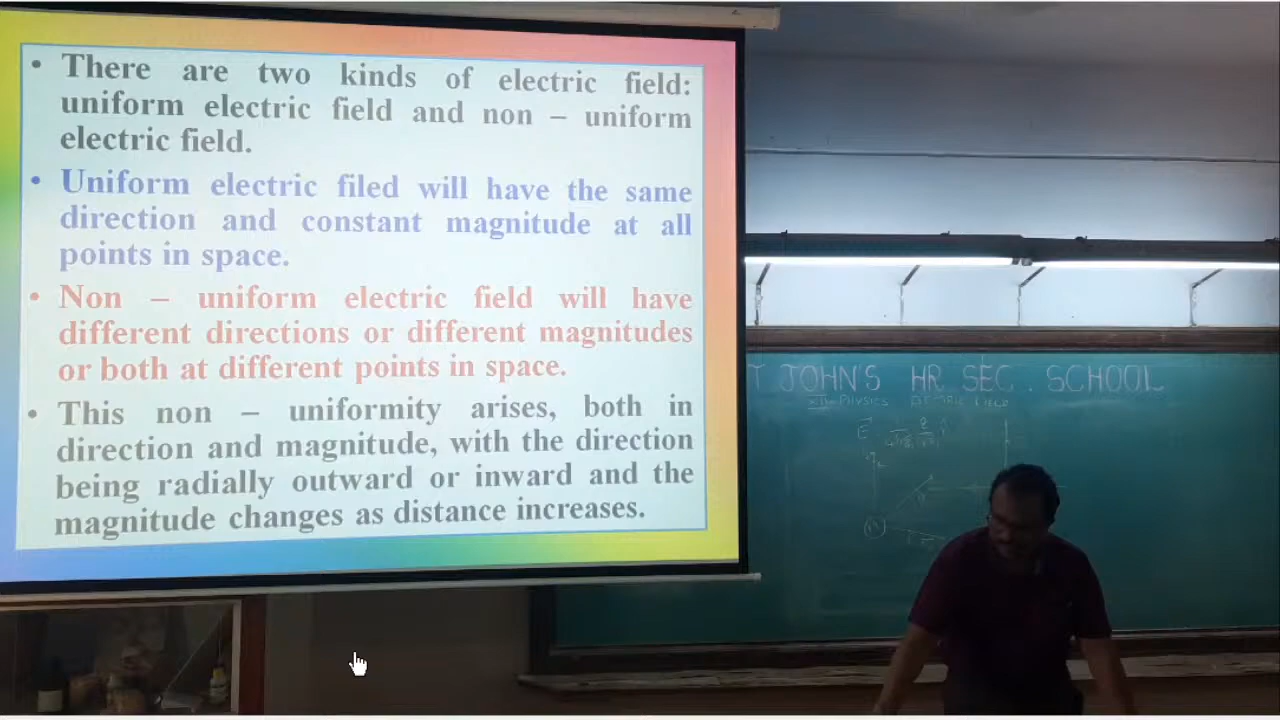 • There are two kinds of electric field:
uniform electric field and non – uniform
electric field.
• Uniform electric filed will have the same
direction and constant magnitude at all
points in space.
• Non – uniform electric field will have
different directions or different magnitudes
or both at different points in space.
• This non – uniformity arises, both in
direction and magnitude, with the direction
being radially outward or inward and the
magnitude changes as distance increases.
T JOHN'S HR SEC. SCHOOL
PHYSICS FIELD